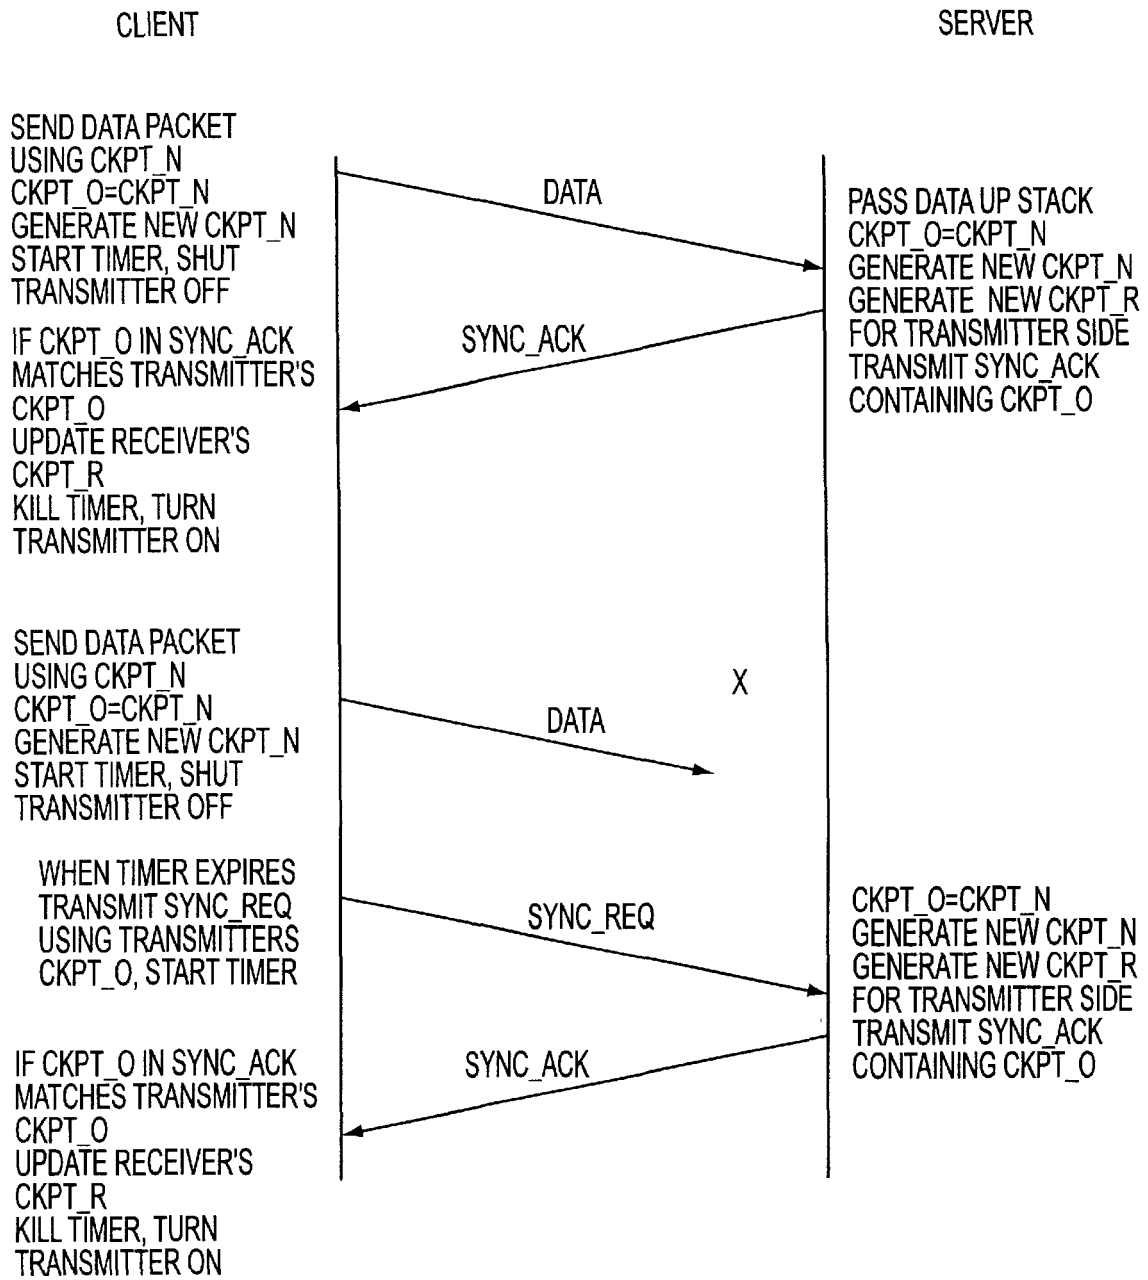 CLIENT
SERVER
SEND DATA PACKET
USING CKPT_N
CKPT_O=CKPT_N
GENERATE NEW CKPT_N
START TIMER, SHUT
TRANSMITTER OFF
DATA
PASS DATA UP STACK
CKPT_O=CKPT_N
GENERATE NEW CKPT_N
GENERATE NEW CKPT_R
FOR TRANSMITTER SIDE
TRANSMIT SYNC_ACK
CONTAINING CKPT_O
SYNC_ACK
IF CKPT_O IN SYNC_ACK
MATCHES TRANSMITTER'S
CKPT_O
UPDATE RECEIVER'S
CKPT_R
KILL TIMER, TURN
TRANSMITTER ON
SEND DATA PACKET
USING CKPT_N
CKPT_O=CKPT_N
GENERATE NEW CKPT_N
START TIMER, SHUT
TRANSMITTER OFF
X
DATA
WHEN TIMER EXPIRES
TRANSMIT SYNC_REQ
USING TRANSMITTERS
CKPT_O, START TIMER
SYNC_REQ
CKPT_O=CKPT_N
GENERATE NEW CKPT_N
GENERATE NEW CKPT_R
FOR TRANSMITTER SIDE
TRANSMIT SYNC_ACK
CONTAINING CKPT_O
SYNC_ACK
IF CKPT_O IN SYNC_ACK
MATCHES TRANSMITTER'S
CKPT_O
UPDATE RECEIVER'S
CKPT_R
KILL TIMER, TURN
TRANSMITTER ON